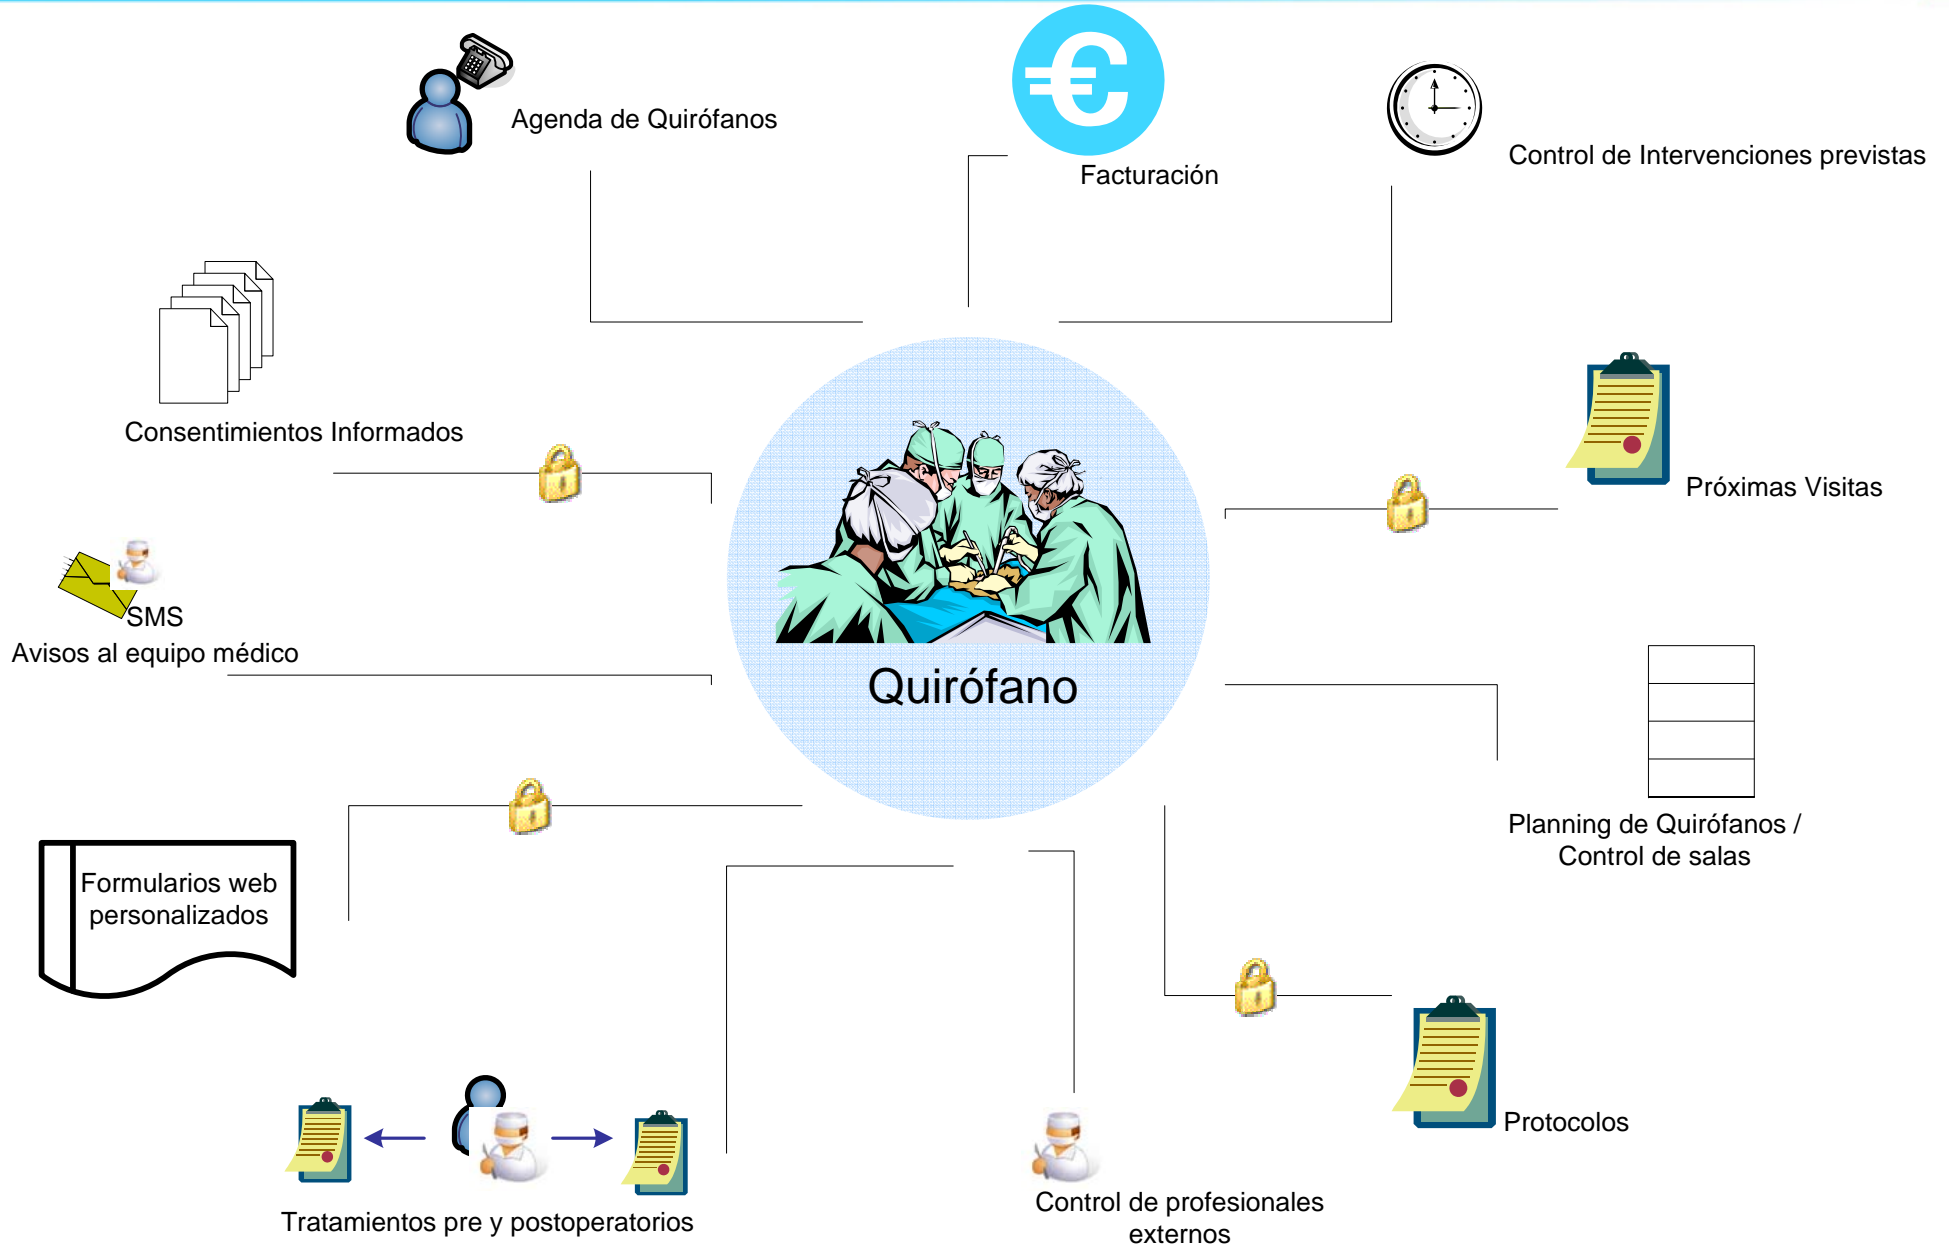 Agenda de Quirófanos
Facturación
Control de Intervenciones previstas
Consentimientos Informados
Próximas Visitas
SMS
Avisos al equipo médico
Quirófano
Planning de Quirófanos /
Control de salas
Formularios web
personalizados
Protocolos
Tratamientos pre y postoperatorios
Control de profesionales
externos